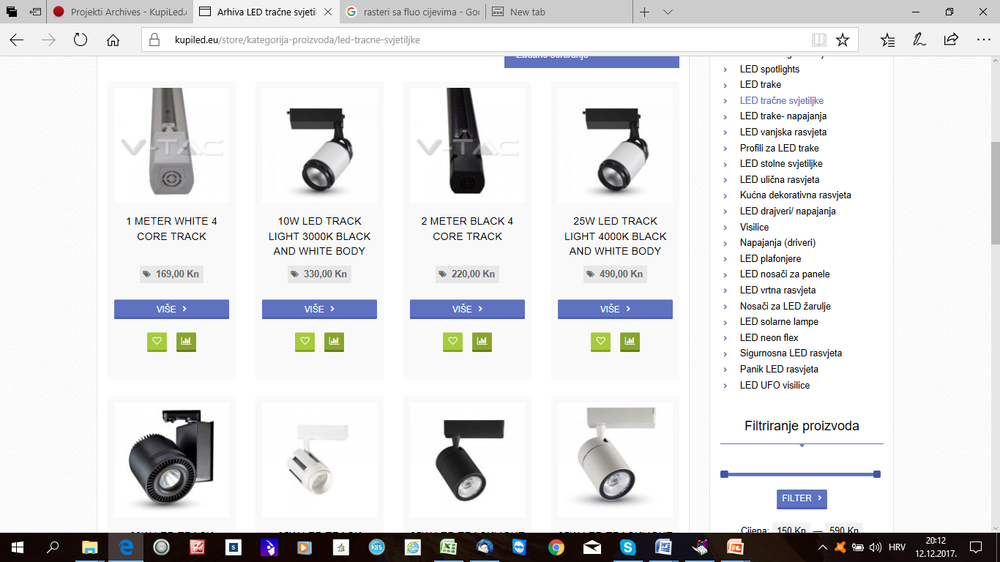 Projekti Archives - KupiLed.e
Arhiva LED tračne svjetil
rasteri sa fluo cijevima - Goo
New tab
kupiled.eu/store/kategorija-proizvoda/led-tracne-svjetiljke
V-TAC
V-TAC
1 METER WHITE 4
CORE TRACK
169,00 Kn
VIŠE
10W LED TRACK
LIGHT 3000K BLACK
AND WHITE BODY
330,00 Kn
VIŠE
2 METER BLACK 4
CORE TRACK
220,00 Kn
VIŠE
25W LED TRACK
LIGHT 4000K BLACK
AND WHITE BODY
490,00 Kn
VIŠE
LED spotlights
LED trake
LED tračne svjetiljke
LED trake- napajanja
LED vanjska rasvjeta
Profili za LED trake
LED stolne svjetiljke
LED ulična rasvjeta
Kućna dekorativna rasvjeta
LED drajveri/ napajanja
Visilice
Napajanja (driveri)
LED plafonjere
LED nosači za panele
LED vrtna rasvjeta
Nosači za LED žarulje
LED solarne lampe
LED neon flex
Sigurnosna LED rasvjeta
Panik LED rasvjeta
LED UFO visilice
Filtriranje proizvoda
FILTER
Cijena: 150 Kn — 590 Kn
HRV
20:12
12.12.2017.